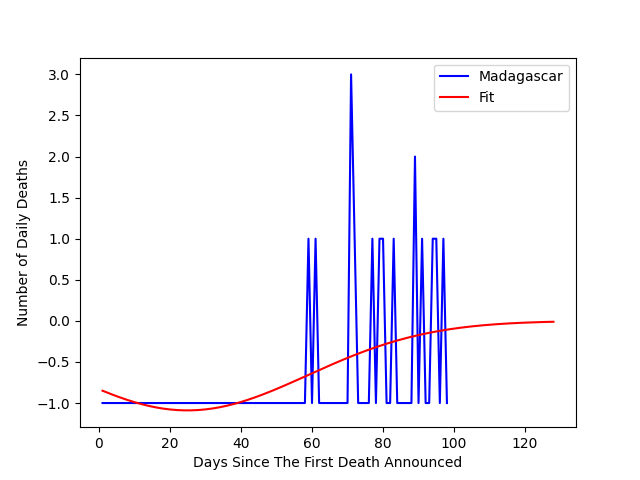 Madagascar
Fit
3.0
2.5
2.0
1.5
1.0
0.5
0.0
−0.5
−1.0
Number of Daily Deaths
0 20 40 60 80 100 120
Days Since The First Death Announced